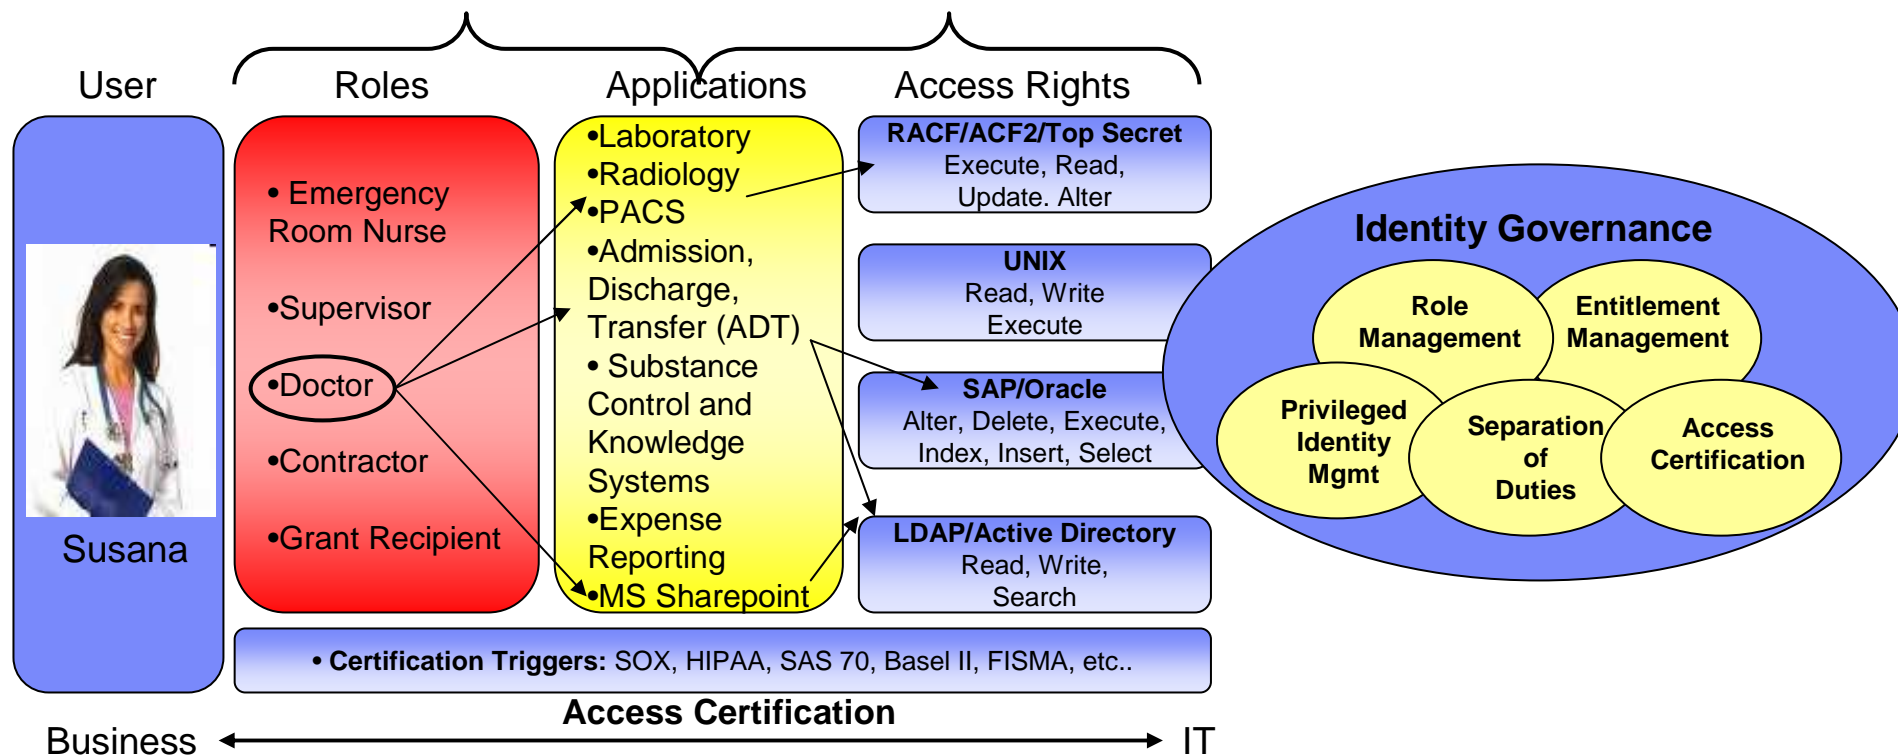 User
Roles
Applications
Access Rights
Susana
• Emergency
Room Nurse
•Supervisor
•Doctor
•Contractor
•Grant Recipient
•Laboratory
•Radiology
•PACS
•Admission,
Discharge,
Transfer (ADT)
• Substance
Control and
Knowledge
Systems
•Expense
Reporting
•MS Sharepoint
RACF/ACF2/Top Secret
Execute, Read,
Update. Alter
UNIX
Read, Write
Execute
SAP/Oracle
Alter, Delete, Execute,
Index, Insert, Select
LDAP/Active Directory
Read, Write,
Search
• Certification Triggers: SOX, HIPAA, SAS 70, Basel II, FISMA, etc..
Access Certification
Business
IT
Identity Governance
Role
Management
Entitlement
Management
Privileged
Identity
Mgmt
Separation
of
Duties
Access
Certification